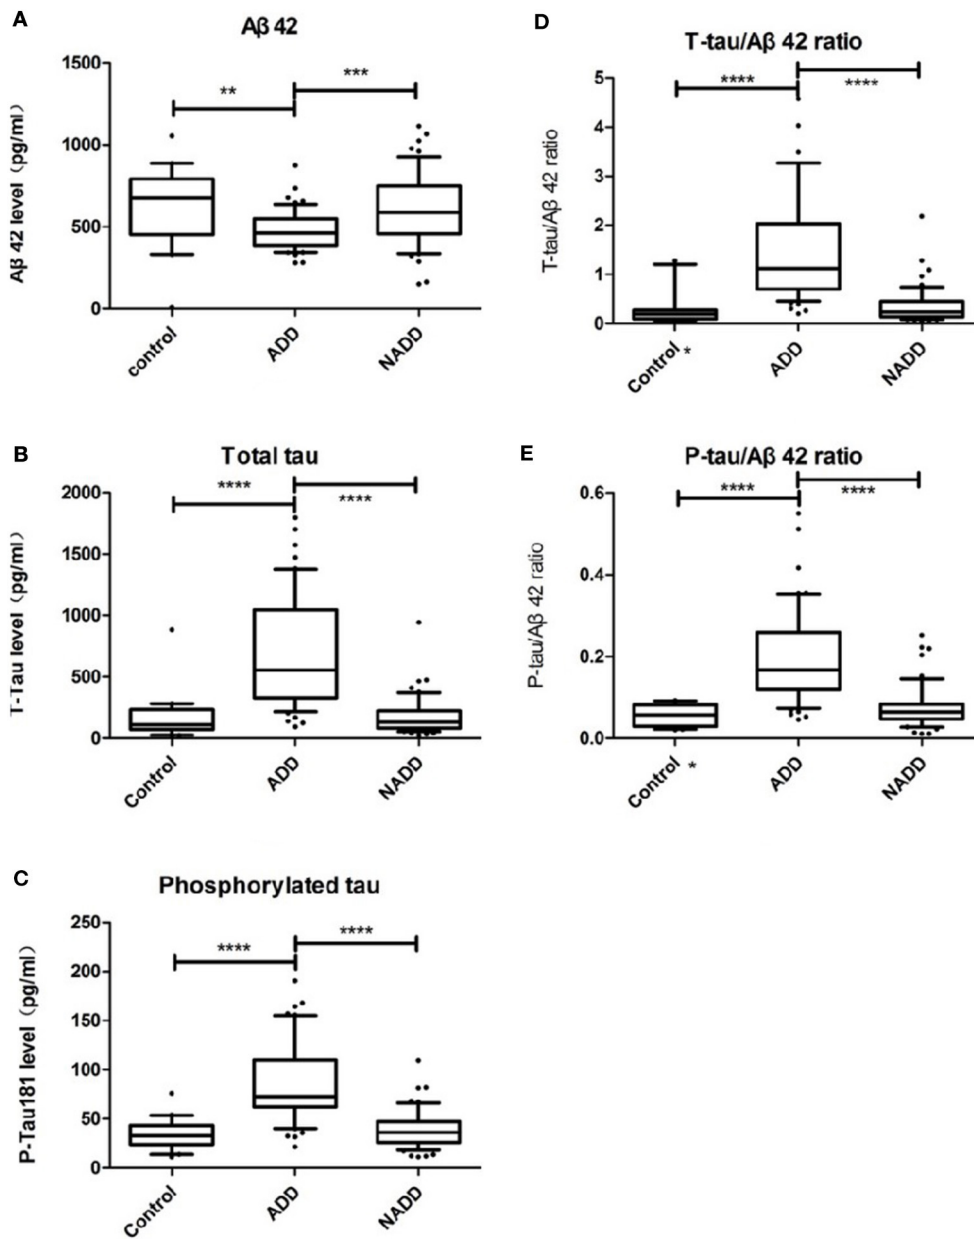 A
Aβ 42
Aβ 42 level (pg/ml)
1500
1000
500
0
**
***
control
ADD
NADD
B
Total tau
T-Tau level (pg/ml)
2000
1500
1000
500
0
****
****
Control
ADD
NADD
C
Phosphorylated tau
P-Tau181 level (pg/ml)
250
200
150
100
50
0
****
****
Control
ADD
NADD
D
T-tau/Aβ 42 ratio
T-tau/Aβ 42 ratio
5
4
3
2
1
0
****
****
Control *
ADD
NADD
E
P-tau/Aβ 42 ratio
P-tau/Aβ 42 ratio
0.6
0.4
0.2
0.0
****
****
Control *
ADD
NADD